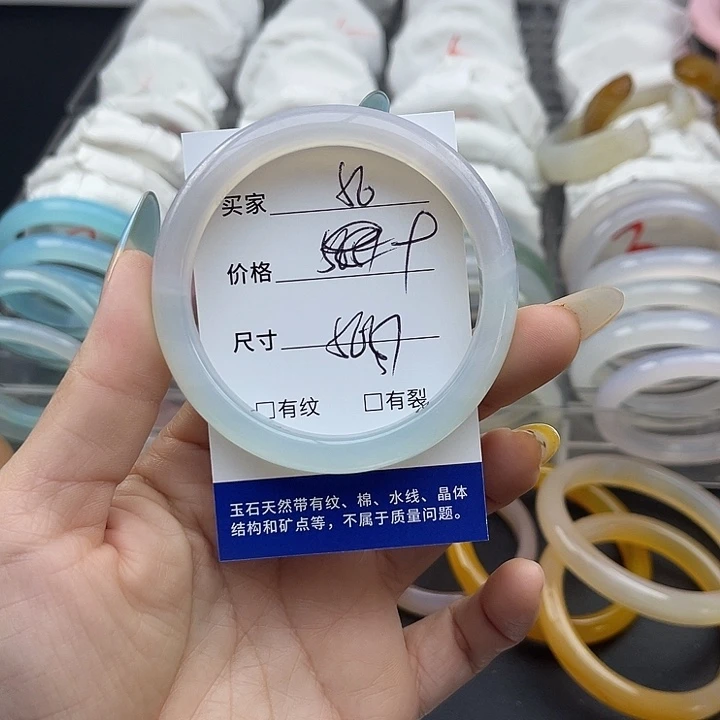 买家
价格
尺寸
有纹 有裂
玉石天然带有纹、棉、水线、晶体
结构和矿点等，不属于质量问题。